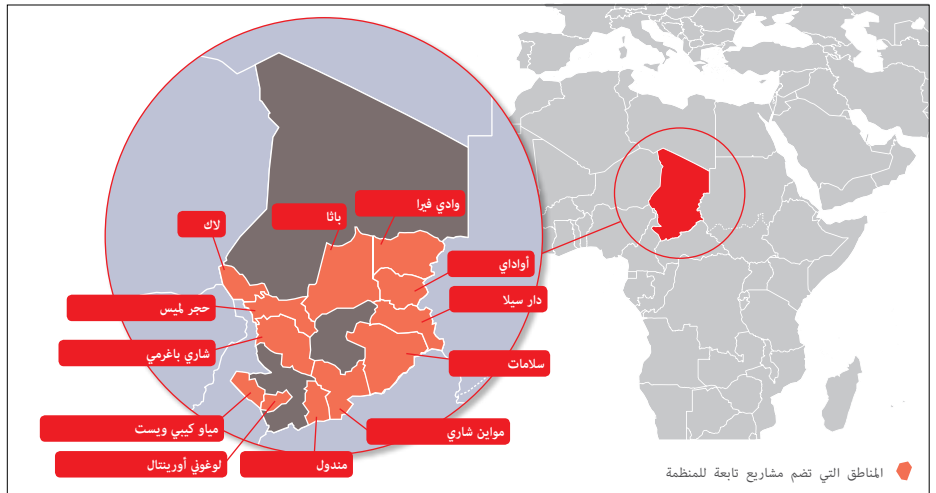 وادي فيرا
باثا
لاك
أواداي
دار سيلا
حجر لميس
شاري باغرمي
سلامات
مياو كيبي ويست
مواين شاري
لوغوني أورينتال
مندول
المناطق التي تضم مشاريع تابعة للمنظمة